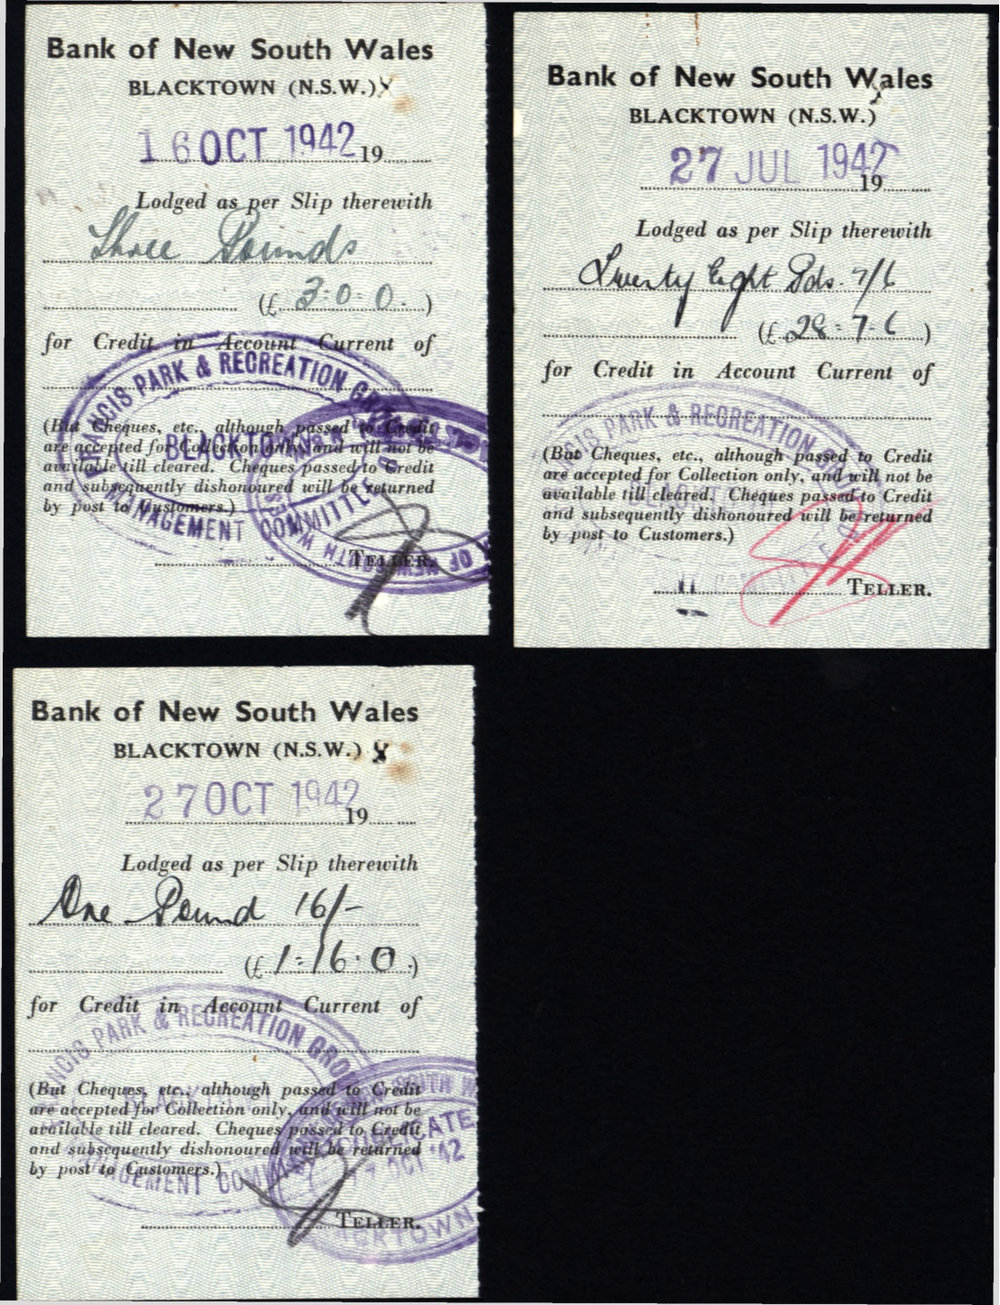 Bank of New South Wales
BLACKTOWN (N.S.W.)
16 OCT 1942 19
Lodged as per Slip therewith
Three Pounds
(£ 3.0.0.)
for Credit in Account Current of
PARK & RECREATION
BLACKTOWN
MANAGEMENT COMMITTEE
(But Cheques, etc., although passed to Credit
are accepted for Collection only, and will not be
available till cleared. Cheques passed to Credit
and subsequently dishonoured will be returned
by post to Customers.)
TELLER.
Bank of New South Wales
BLACKTOWN (N.S.W.)
27 JUL 1942 19
Lodged as per Slip therewith
Twenty Eight Pds. 7/6
(£ 28-7-6)
for Credit in Account Current of
PARK & RECREATION
(But Cheques, etc., although passed to Credit
are accepted for Collection only, and will not be
available till cleared. Cheques passed to Credit
and subsequently dishonoured will be returned
by post to Customers.)
TELLER.
Bank of New South Wales
BLACKTOWN (N.S.W.)
27 OCT 1942 19
Lodged as per Slip therewith
One Pound 16/-
(£ 1-16.0.)
for Credit in Account Current of
PARK & RECREATION
(But Cheques, etc., although passed to Credit
are accepted for Collection only, and will not be
available till cleared. Cheques passed to Credit
and subsequently dishonoured will be returned
by post to Customers.)
TELLER.